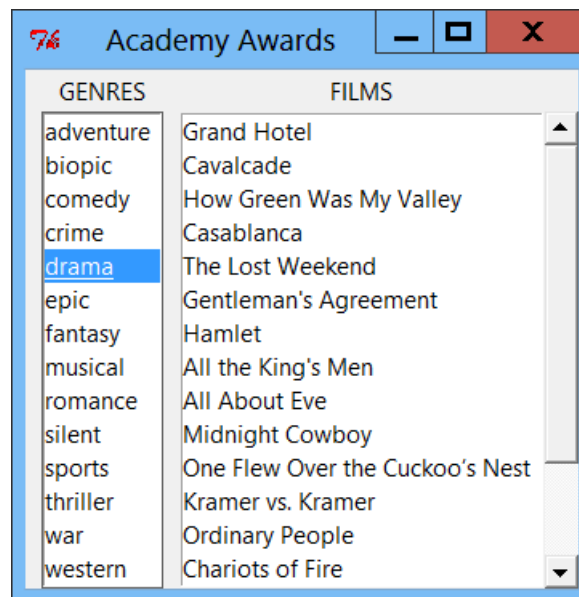 Academy Awards
GENRES FILMS
adventure
biopic
comedy
crime
drama
epic
fantasy
musical
romance
silent
sports
thriller
war
western
Grand Hotel
Cavalcade
How Green Was My Valley
Casablanca
The Lost Weekend
Gentleman's Agreement
Hamlet
All the King's Men
All About Eve
Midnight Cowboy
One Flew Over the Cuckoo’s Nest
Kramer vs. Kramer
Ordinary People
Chariots of Fire